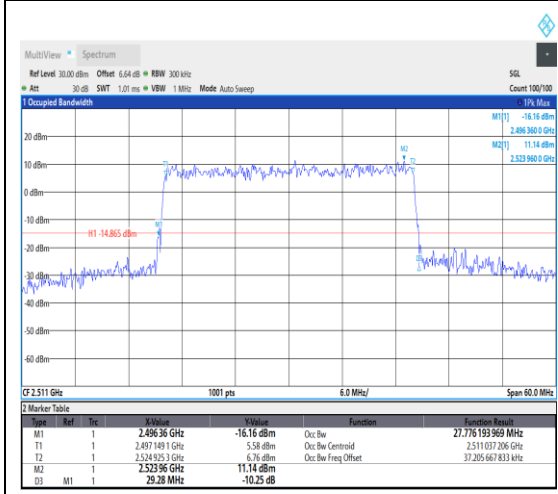 MultiView Spectrum
Ref Level 30.00 dBm Offset 6.64 dB RBW 300 kHz SGL
Att 30 dB SWT 1.01 ms VBW 1 MHz Mode Auto Sweep Count 100/100
1 Occupied Bandwidth 1Pk Max
M1[1] -16.16 dBm
2.496 360 0 GHz
M2[1] 11.14 dBm
2.523 960 0 GHz
20 dBm
10 dBm
0 dBm
-10 dBm
-20 dBm
-30 dBm
-40 dBm
-50 dBm
-60 dBm
H1 -14.865 dBm
T1
M2
T2
M1
CF 2.511 GHz 1001 pts 6.0 MHz/ Span 60.0 MHz
2 Marker Table
Type Ref Trc X-Value Y-Value Function Function Result
M1 1 2.496 36 GHz -16.16 dBm Occ Bw 27.776 193 969 MHz
T1 1 2.497 149 1 GHz 5.58 dBm Occ Bw Centroid 2.511 037 206 GHz
T2 1 2.524 925 3 GHz 6.76 dBm Occ Bw Freq Offset 37.205 667 833 kHz
M2 1 2.523 96 GHz 11.14 dBm
D3 M1 1 29.28 MHz -10.25 dB